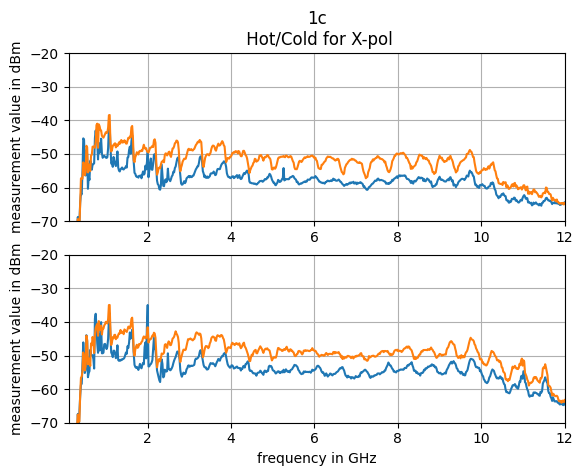 1c
Hot/Cold for X-pol
measurement value in dBm
−20
−30
−40
−50
−60
−70
2 4 6 8 10 12
measurement value in dBm
−20
−30
−40
−50
−60
−70
2 4 6 8 10 12
frequency in GHz